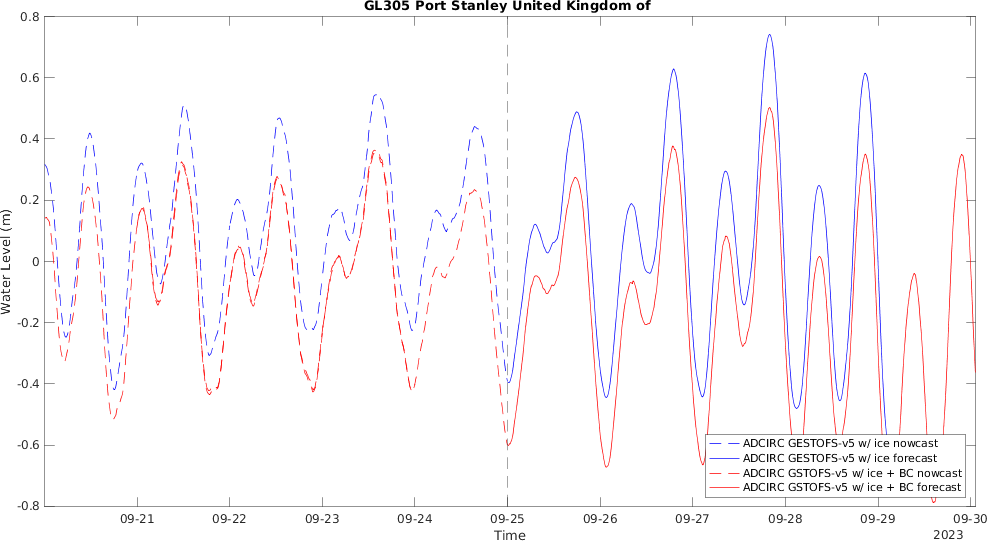 GL305 Port Stanley United Kingdom of
0.8
0.6
0.4
0.2
0
-0.2
-0.4
-0.6
-0.8
Water Level (m)
ADCIRC GESTOFS-v5 w/ ice nowcast
ADCIRC GESTOFS-v5 w/ ice forecast
ADCIRC GSTOFS-v5 w/ ice + BC nowcast
ADCIRC GSTOFS-v5 w/ ice + BC forecast
09-21 09-22 09-23 09-24 09-25 09-26 09-27 09-28 09-29 09-30
Time
2023